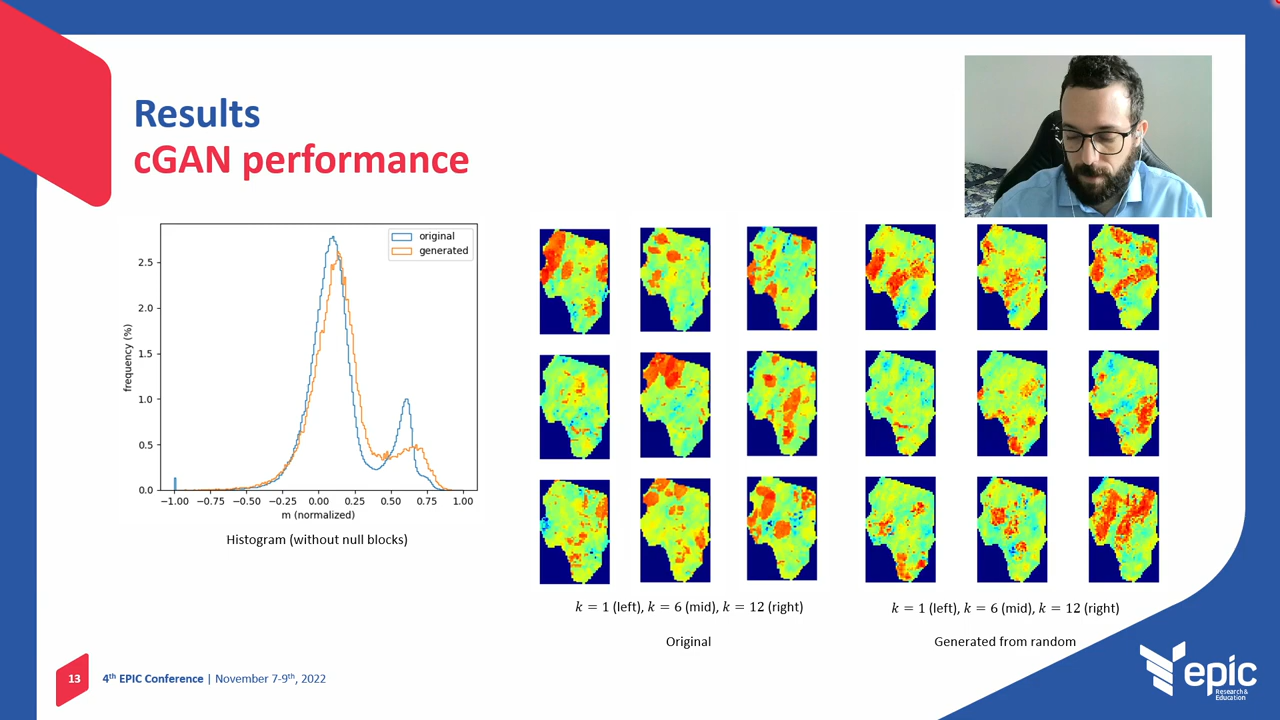 Results
cGAN performance
original
generated
frequency (%)
2.5
2.0
1.5
1.0
0.5
0.0
−1.00 −0.75 −0.50 −0.25 0.00 0.25 0.50 0.75 1.00
m (normalized)
Histogram (without null blocks)
k = 1 (left), k = 6 (mid), k = 12 (right)
Original
k = 1 (left), k = 6 (mid), k = 12 (right)
Generated from random
13
4th EPIC Conference | November 7-9th, 2022
epic
Research &
Education